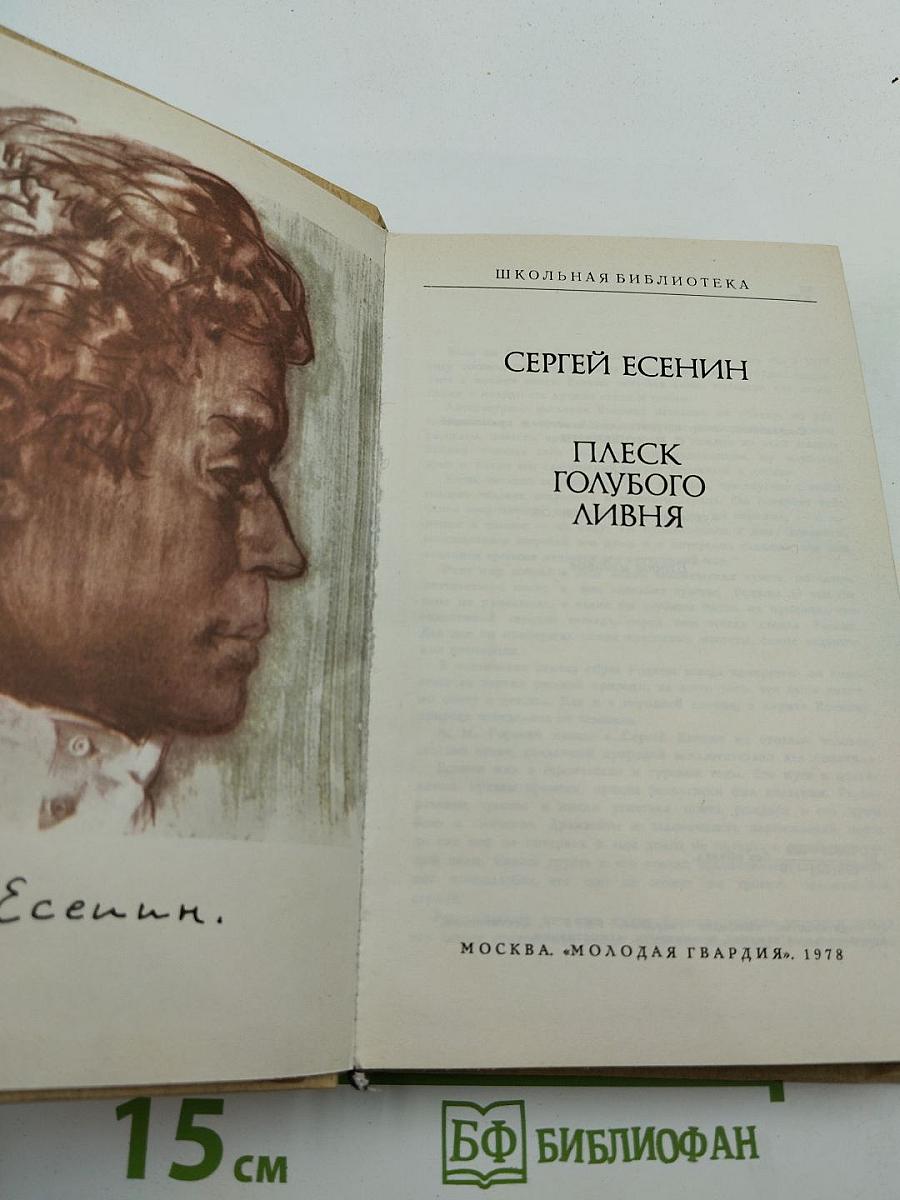 Есенин.
ШКОЛЬНАЯ БИБЛИОТЕКА
СЕРГЕЙ ЕСЕНИН
ПЛЕСК
ГОЛУБОГО
ЛИВНЯ
МОСКВА. «МОЛОДАЯ ГВАРДИЯ». 1978
15 см
БФ БИБЛИОФАН